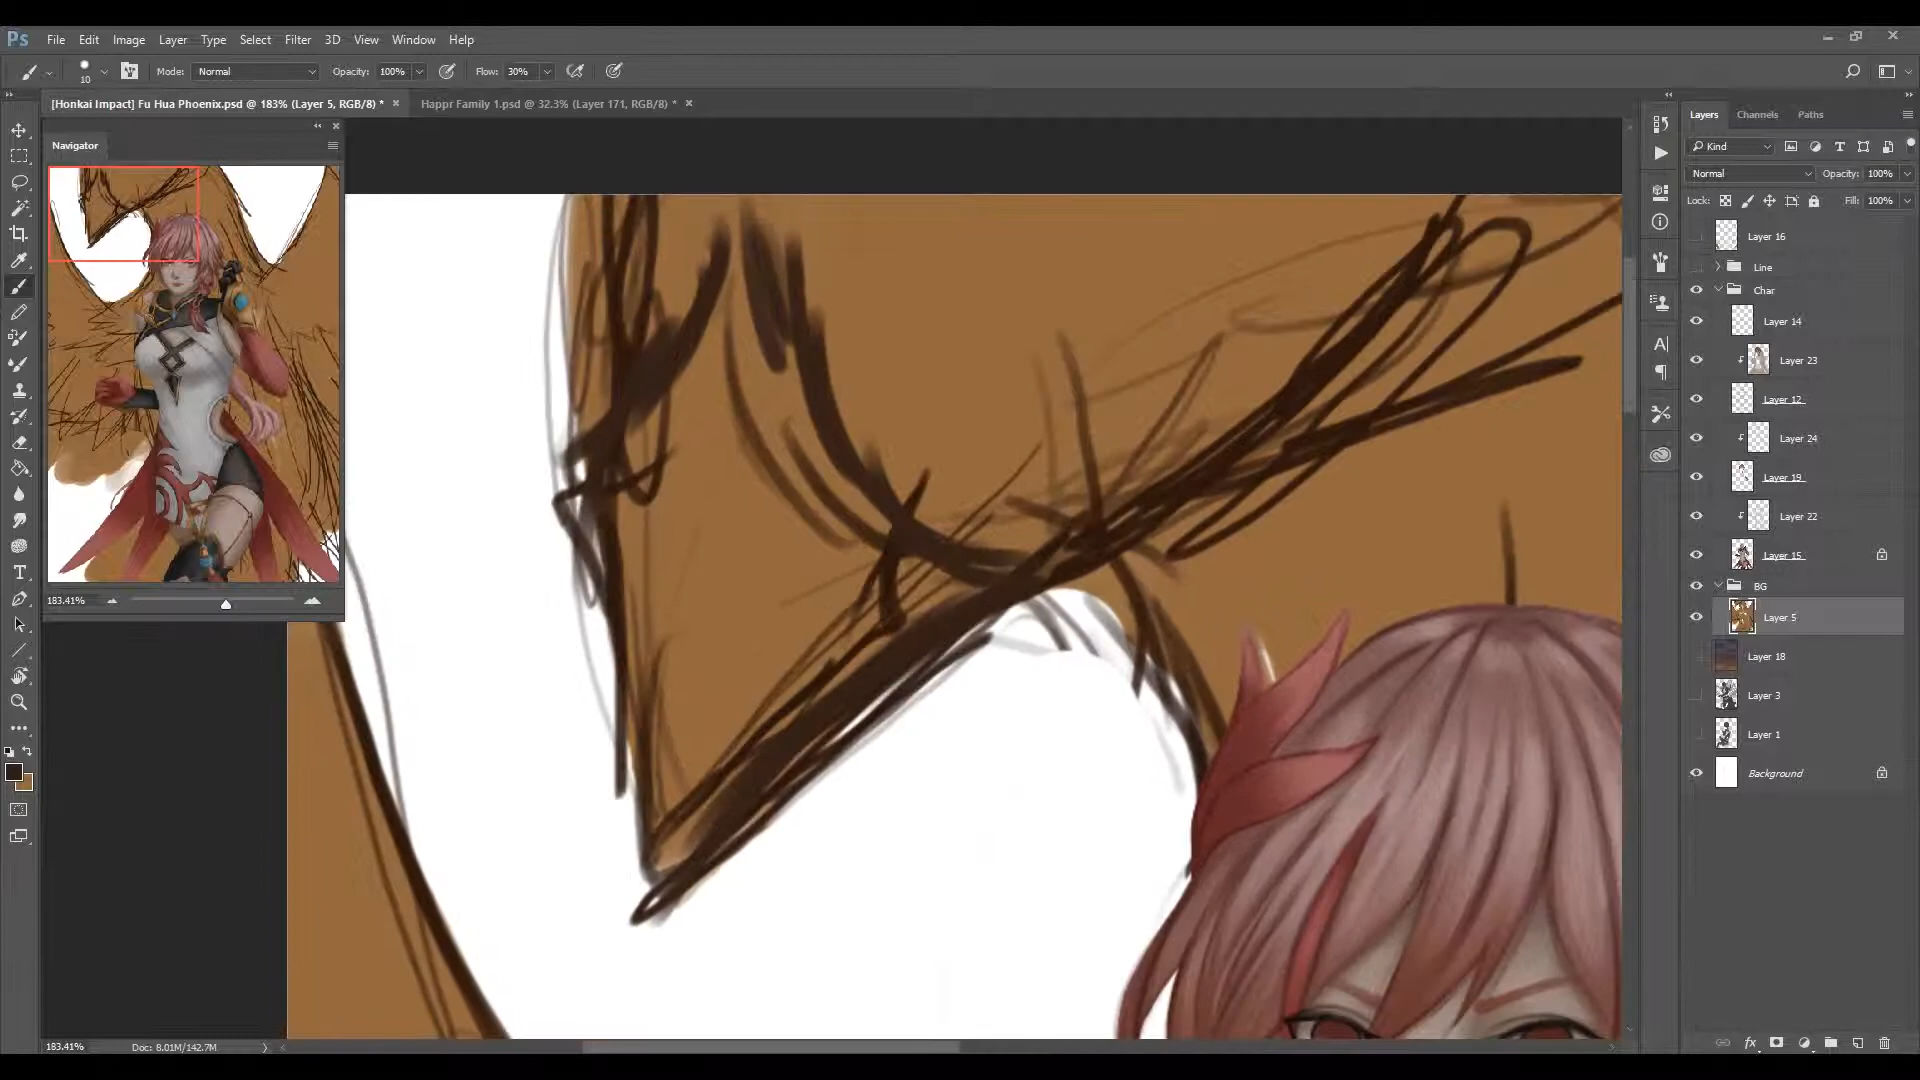 Ps File Edit Image Layer Type Select Filter 3D View Window Help
10 Mode: Normal Opacity: 100% Flow: 30%
[Honkai Impact] Fu Hua Phoenix.psd @ 183% (Layer 5, RGB/8) * Happr Family 1.psd @ 32.3% (Layer 171, RGB/8) *
Navigator
183.41%
Layers Channels Paths
Kind
Normal Opacity: 100%
Lock: Fill: 100%
Layer 16
Line
Char
Layer 14
Layer 23
Layer 12
Layer 24
Layer 19
Layer 22
Layer 15
BG
Layer 5
Layer 18
Layer 3
Layer 1
Background
183.41% Doc: 8.01M/142.7M